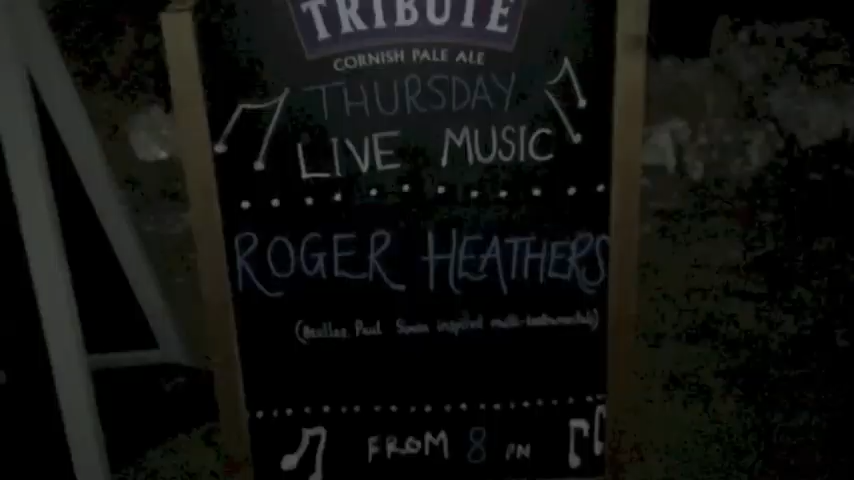 TRIBUTE
CORNISH PALE ALE
THURSDAY
LIVE MUSIC
ROGER HEATHERS
(Beatles, Paul Simon inspired multi-instrumentalist)
FROM 8 PM